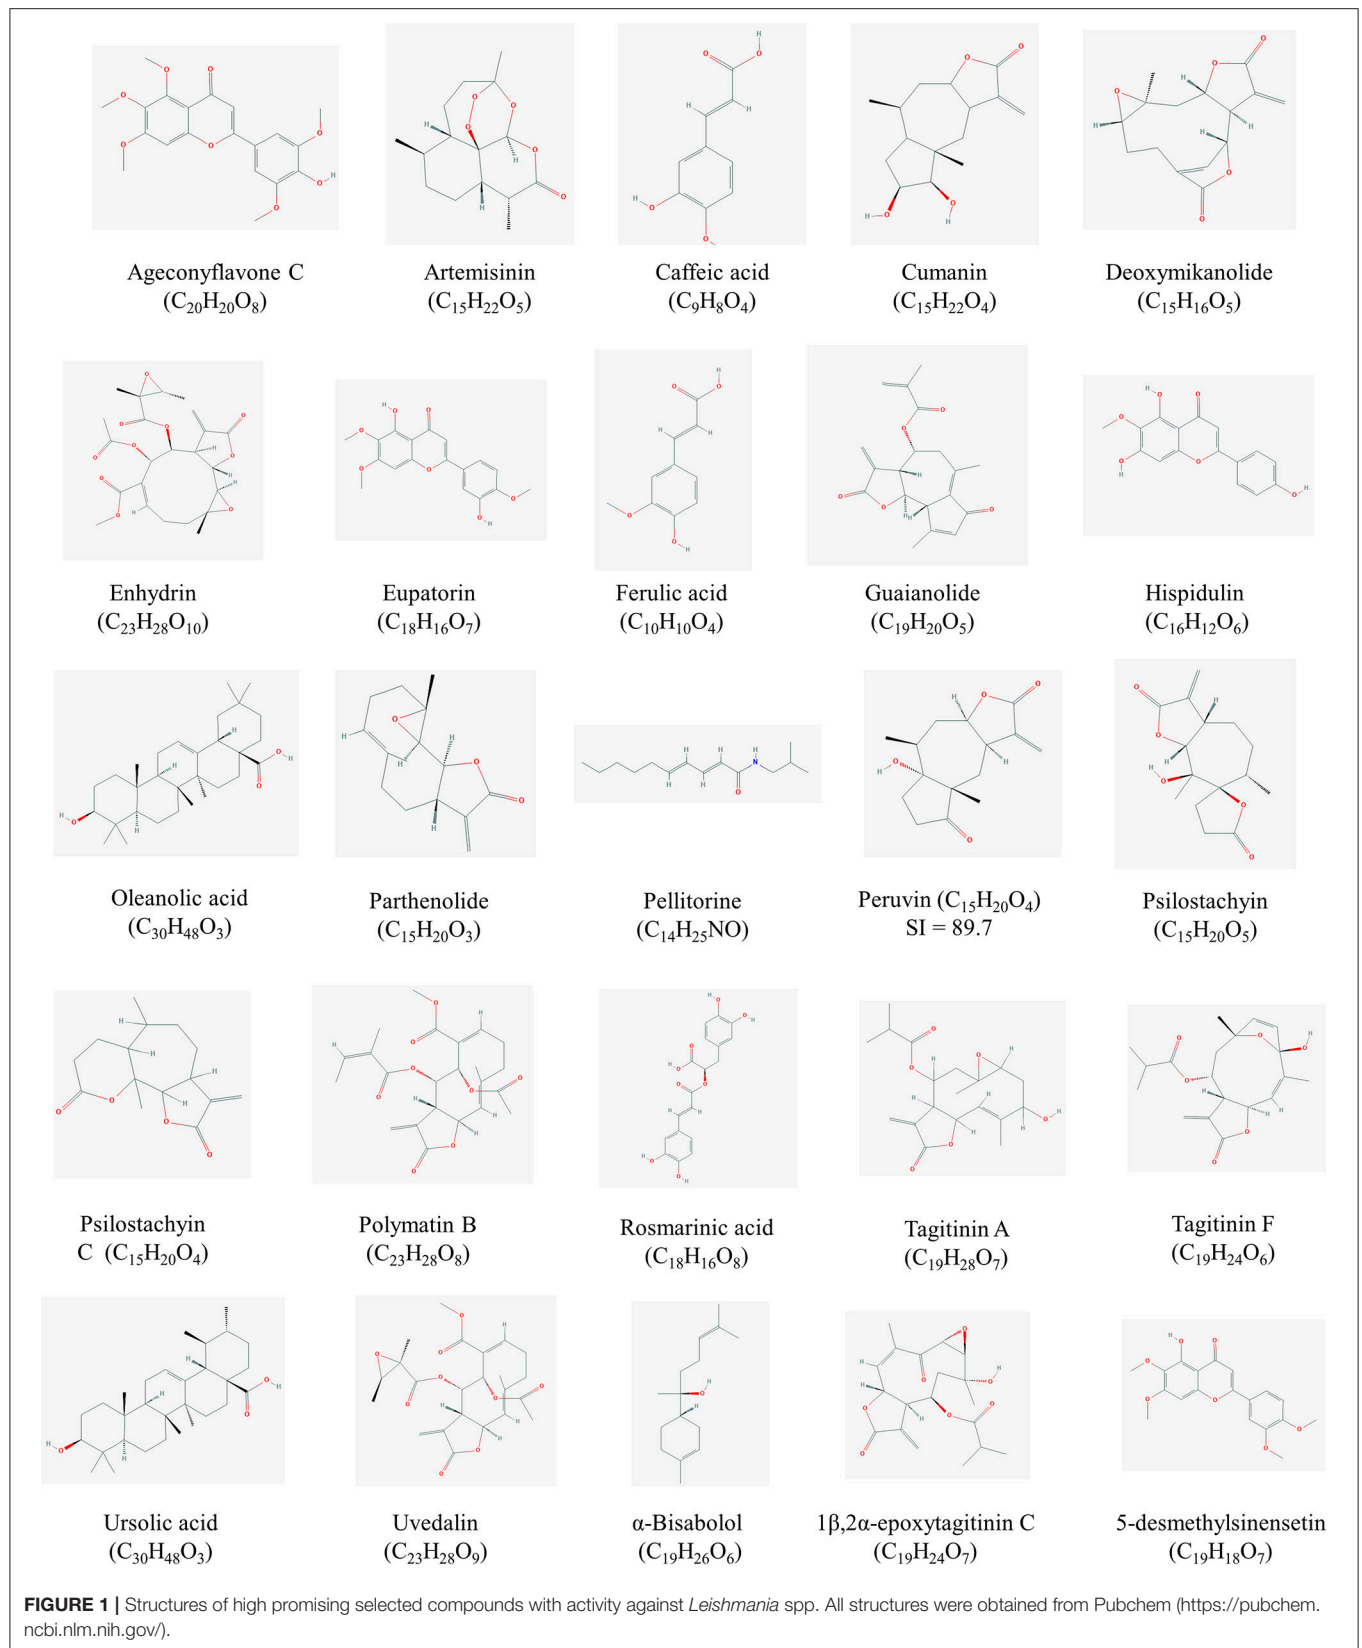 Ageconyflavone C
(C₂₀H₂₀O₈)
Artemisinin
(C₁₅H₂₂O₅)
Caffeic acid
(C₉H₈O₄)
Cumanin
(C₁₅H₂₂O₄)
Deoxymikanolide
(C₁₅H₁₆O₅)
Enhydrin
(C₂₃H₂₈O₁₀)
Eupatorin
(C₁₈H₁₆O₇)
Ferulic acid
(C₁₀H₁₀O₄)
Guaianolide
(C₁₉H₂₀O₅)
Hispidulin
(C₁₆H₁₂O₆)
Oleanolic acid
(C₃₀H₄₈O₃)
Parthenolide
(C₁₅H₂₀O₃)
Pellitorine
(C₁₄H₂₅NO)
Peruvin (C₁₅H₂₀O₄)
SI = 89.7
Psilostachyin
(C₁₅H₂₀O₅)
Psilostachyin
C (C₁₅H₂₀O₄)
Polymatin B
(C₂₃H₂₈O₈)
Rosmarinic acid
(C₁₈H₁₆O₈)
Tagitinin A
(C₁₉H₂₈O₇)
Tagitinin F
(C₁₉H₂₄O₆)
Ursolic acid
(C₃₀H₄₈O₃)
Uvedalin
(C₂₃H₂₈O₉)
α-Bisabolol
(C₁₉H₂₆O₆)
1β,2α-epoxytagitinin C
(C₁₉H₂₄O₇)
5-desmethylsinensetin
(C₁₉H₁₈O₇)
FIGURE 1 | Structures of high promising selected compounds with activity against Leishmania spp. All structures were obtained from Pubchem (https://pubchem.
ncbi.nlm.nih.gov/).